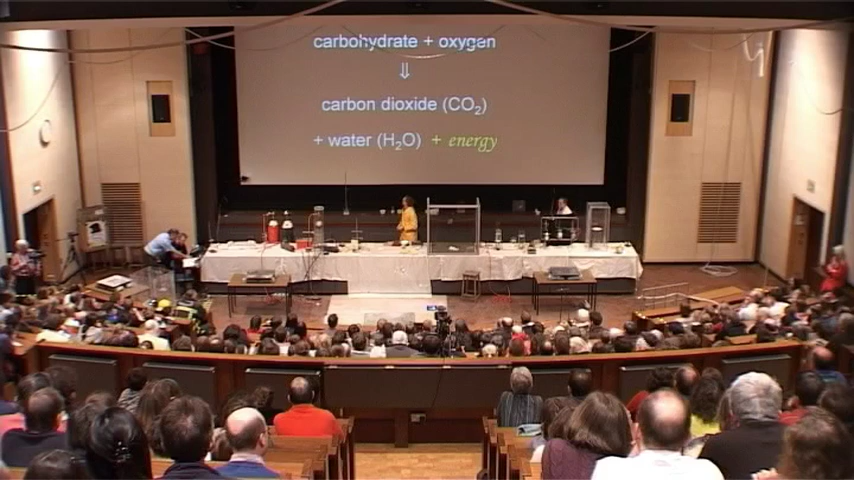 carbohydrate + oxygen
⇓
carbon dioxide (CO₂)
+ water (H₂O) + energy